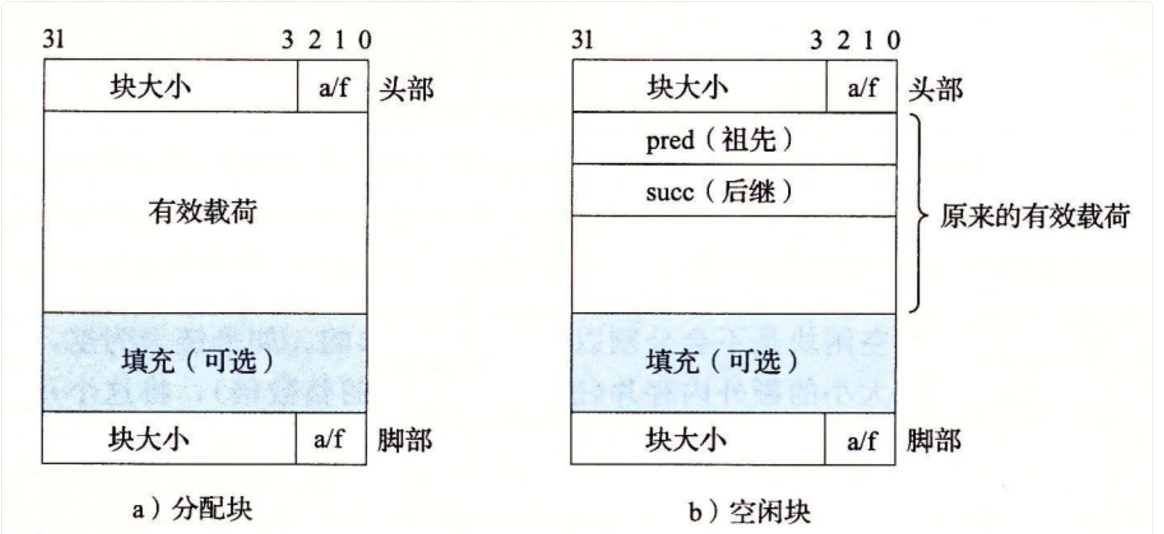 31 3 2 1 0
块大小 a/f 头部
有效载荷
填充（可选）
块大小 a/f 脚部
a）分配块
31 3 2 1 0
块大小 a/f 头部
pred（祖先）
succ（后继）
原来的有效载荷
填充（可选）
块大小 a/f 脚部
b）空闲块